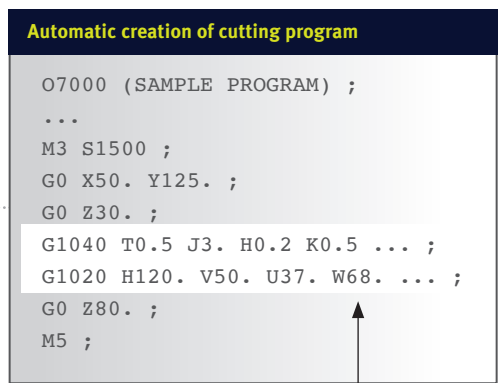 Automatic creation of cutting program
O7000 (SAMPLE PROGRAM) ;
...
M3 S1500 ;
G0 X50. Y125. ;
G0 Z30. ;
G1040 T0.5 J3. H0.2 K0.5 ... ;
G1020 H120. V50. U37. W68. ... ;
G0 Z80. ;
M5 ;